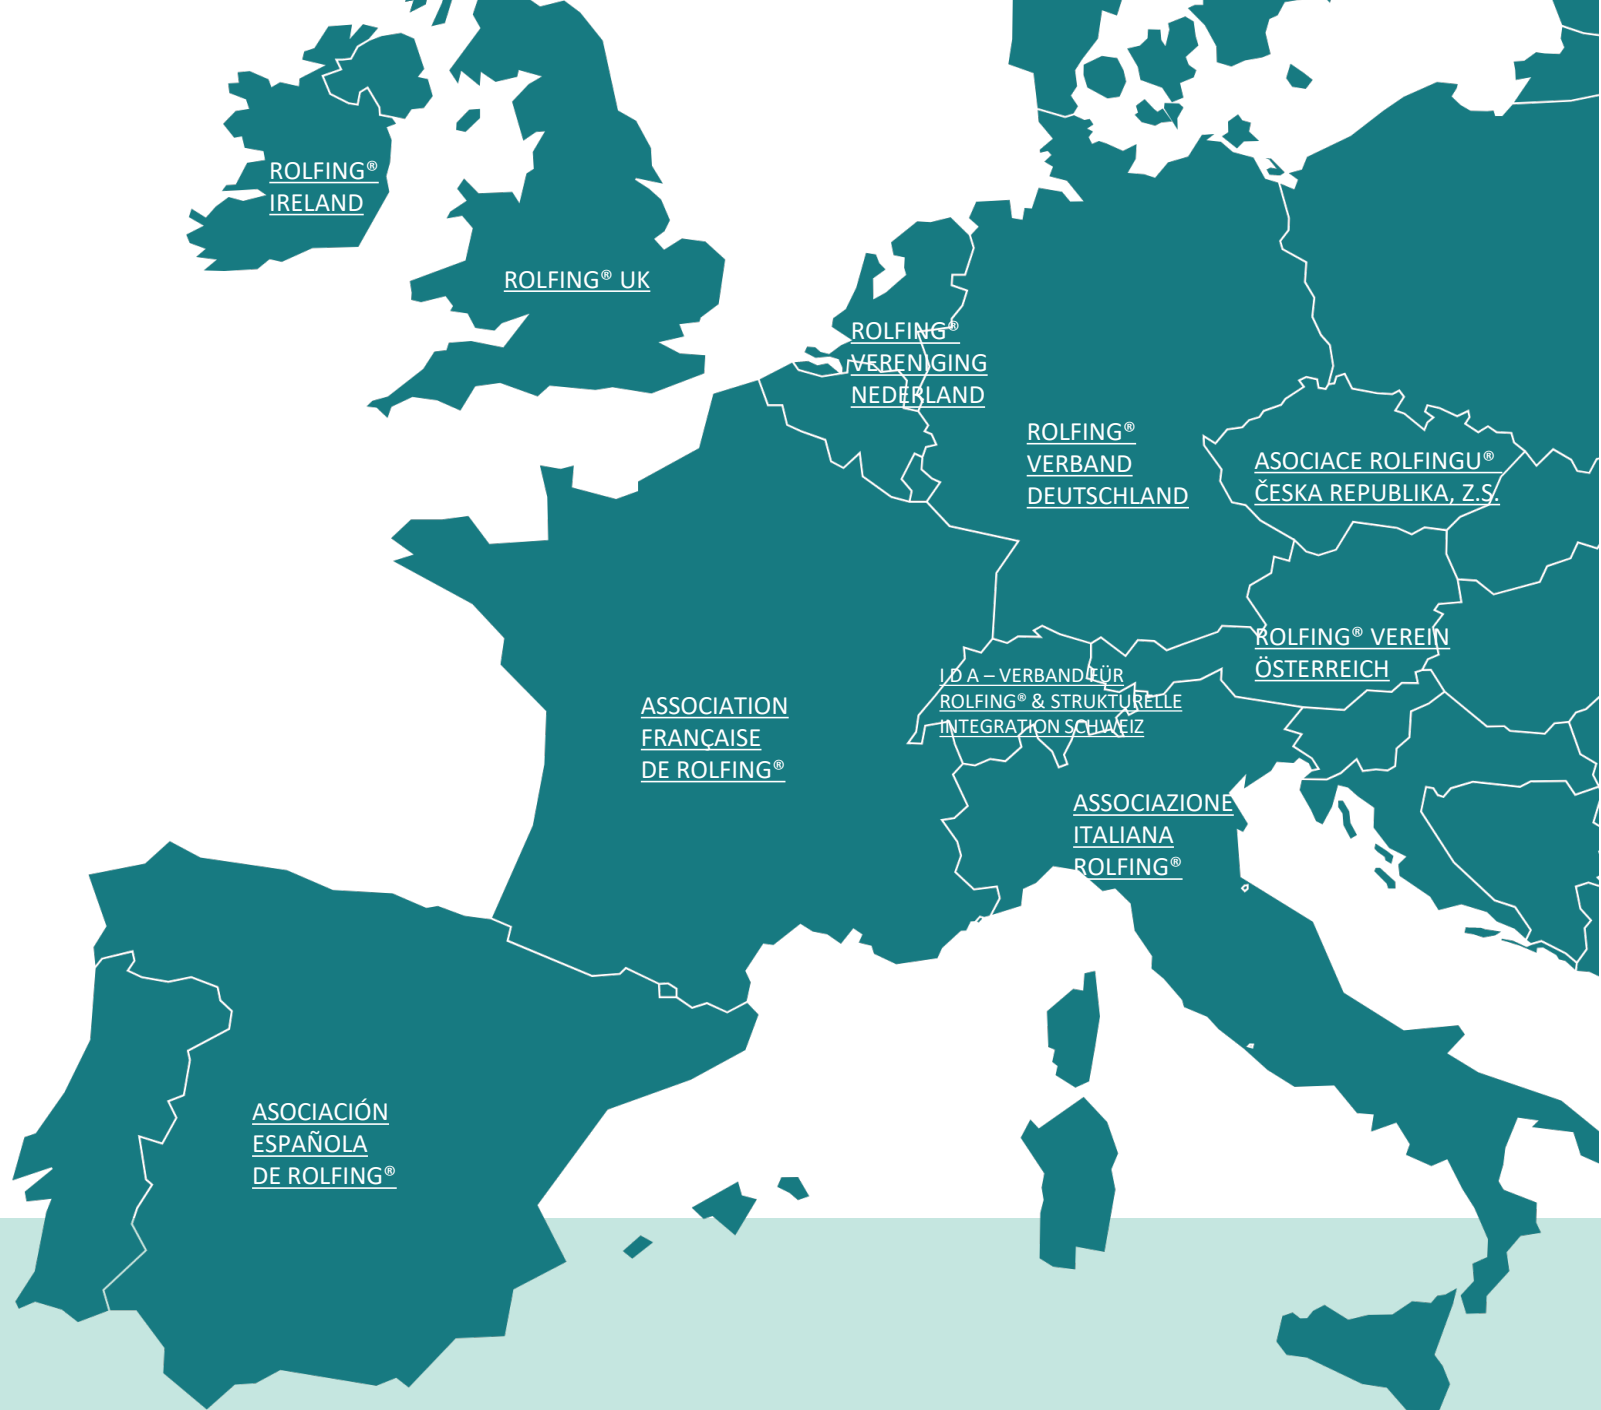 ROLFING®
IRELAND
ROLFING® UK
ROLFING®
VERENIGING
NEDERLAND
ROLFING®
VERBAND
DEUTSCHLAND
ASOCIACE ROLFINGU®
ČESKA REPUBLIKA, Z.S.
ROLFING® VEREIN
ÖSTERREICH
I D A – VERBAND FÜR
ROLFING® & STRUKTURELLE
INTEGRATION SCHWEIZ
ASSOCIATION
FRANÇAISE
DE ROLFING®
ASSOCIAZIONE
ITALIANA
ROLFING®
ASOCIACIÓN
ESPAÑOLA
DE ROLFING®